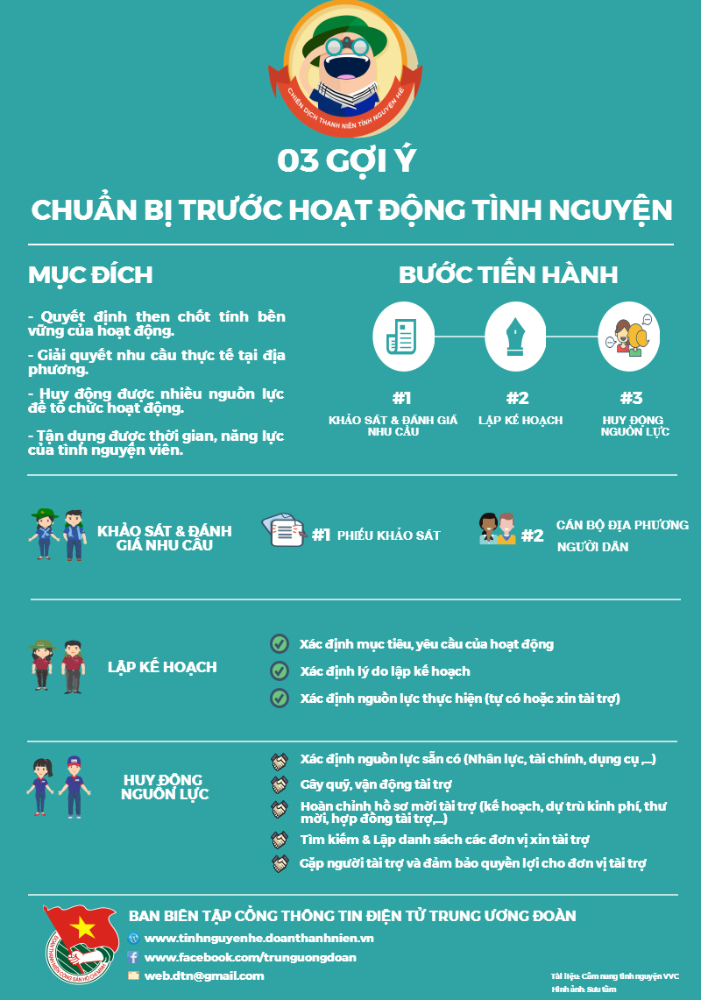 CHIẾN DỊCH THANH NIÊN TÌNH NGUYỆN HÈ
03 GỢI Ý
CHUẨN BỊ TRƯỚC HOẠT ĐỘNG TÌNH NGUYỆN
MỤC ĐÍCH
- Quyết định then chốt tính bền
vững của hoạt động.
- Giải quyết nhu cầu thực tế tại địa
phương.
- Huy động được nhiều nguồn lực
để tổ chức hoạt động.
- Tận dụng được thời gian, năng lực
của tình nguyện viên.
BƯỚC TIẾN HÀNH
#1
KHẢO SÁT & ĐÁNH GIÁ
NHU CẦU
#2
LẬP KẾ HOẠCH
#3
HUY ĐỘNG
NGUỒN LỰC
KHẢO SÁT & ĐÁNH
GIÁ NHU CẦU
#1 PHIẾU KHẢO SÁT
#2
CÁN BỘ ĐỊA PHƯƠNG
NGƯỜI DÂN
LẬP KẾ HOẠCH
Xác định mục tiêu, yêu cầu của hoạt động
Xác định lý do lập kế hoạch
Xác định nguồn lực thực hiện (tự có hoặc xin tài trợ)
HUY ĐỘNG
NGUỒN LỰC
Xác định nguồn lực sẵn có (Nhân lực, tài chính, dụng cụ ,...)
Gây quỹ, vận động tài trợ
Hoàn chỉnh hồ sơ mời tài trợ (kế hoạch, dự trù kinh phí, thư
mời, hợp đồng tài trợ,...)
Tìm kiếm & Lập danh sách các đơn vị xin tài trợ
Gặp người tài trợ và đảm bảo quyền lợi cho đơn vị tài trợ
ĐOÀN THANH NIÊN CỘNG SẢN HỒ CHÍ MINH
BAN BIÊN TẬP CỔNG THÔNG TIN ĐIỆN TỬ TRUNG ƯƠNG ĐOÀN
www.tinhnguyenhe.doanthanhnien.vn
www.facebook.com/trunguongdoan
web.dtn@gmail.com
Tài liệu: Cẩm nang tình nguyện VVC
Hình ảnh: Sưu tầm